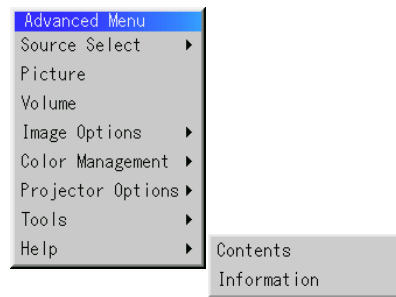 Advanced Menu
Source Select
Picture
Volume
Image Options
Color Management
Projector Options
Tools
Help
Contents
Information